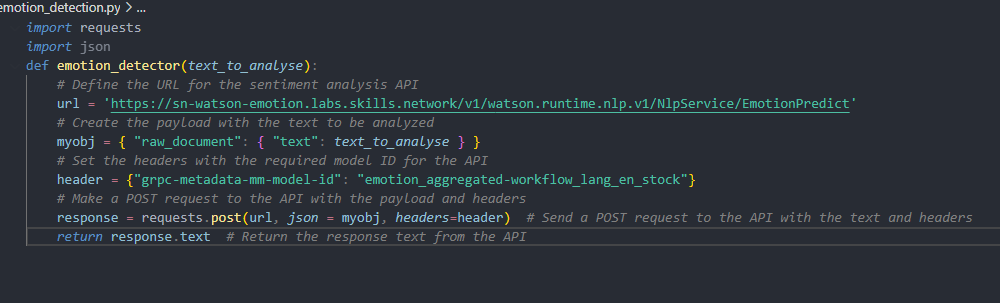 emotion_detection.py > ...
import requests
import json
def emotion_detector(text_to_analyse):
# Define the URL for the sentiment analysis API
url = 'https://sn-watson-emotion.labs.skills.network/v1/watson.runtime.nlp.v1/NlpService/EmotionPredict'
# Create the payload with the text to be analyzed
myobj = { "raw_document": { "text": text_to_analyse } }
# Set the headers with the required model ID for the API
header = {"grpc-metadata-mm-model-id": "emotion_aggregated-workflow_lang_en_stock"}
# Make a POST request to the API with the payload and headers
response = requests.post(url, json = myobj, headers=header)  # Send a POST request to the API with the text and headers
return response.text  # Return the response text from the API